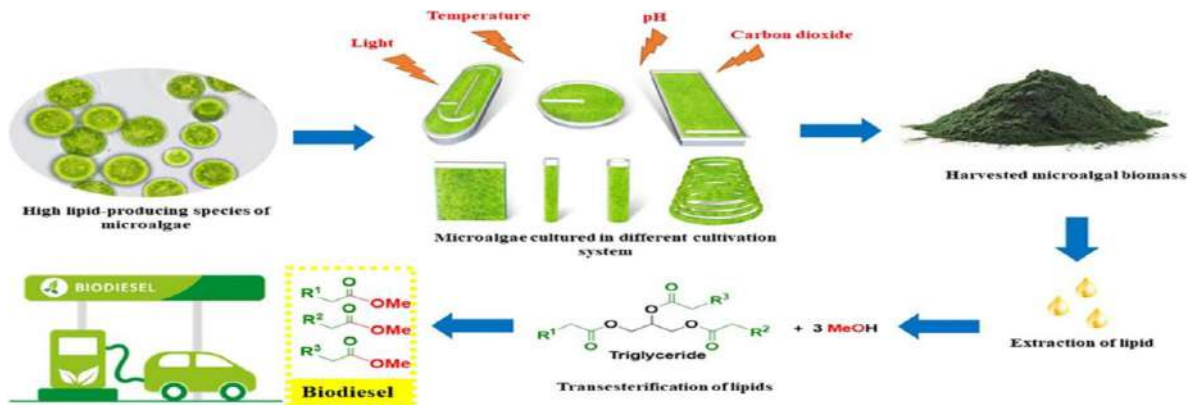 Light
Temperature
pH
Carbon dioxide
High lipid-producing species of
microalgae
Microalgae cultured in different cultivation
system
Harvested microalgal biomass
Extraction of lipid
R¹
O
O
O
R³
O
R²
O
O
+ 3 MeOH
Triglyceride
Transesterification of lipids
R¹
O
OMe
R²
O
OMe
R³
O
OMe
Biodiesel
BIODIESEL